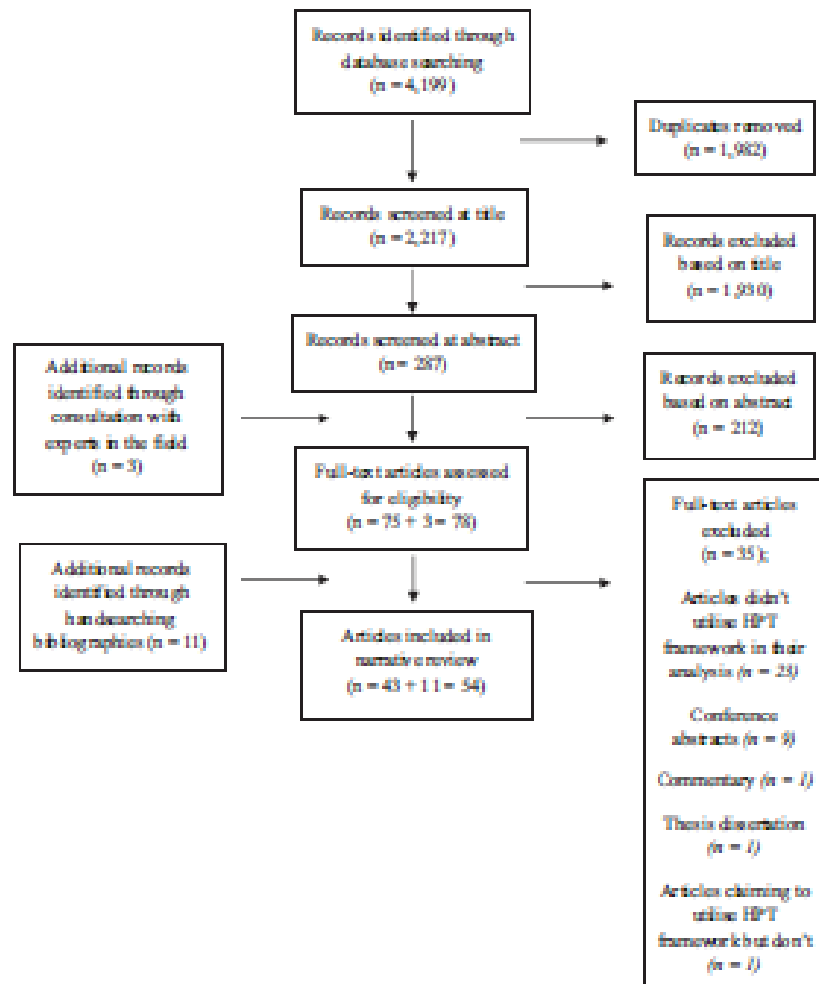 Records identified through
database searching
(n = 4,199)
Duplicates removed
(n = 1,982)
Records screened at title
(n = 2,217)
Records excluded
based on title
(n = 1,930)
Records screened at abstract
(n = 287)
Additional records
identified through
consultation with
experts in the field
(n = 3)
Records excluded
based on abstract
(n = 212)
Full-text articles assessed
for eligibility
(n = 75 + 3 = 78)
Full-text articles
excluded
(n = 35);
Articles didn't
utilise HPT
framework in their
analysis (n = 23)
Conference
abstracts (n = 9)
Commentary (n = 1)
Thesis dissertation
(n = 1)
Articles claiming to
utilise HPT
framework but don't
(n = 1)
Additional records
identified through
handsearching
bibliographies (n = 11)
Articles included in
narrative review
(n = 43 + 11 = 54)